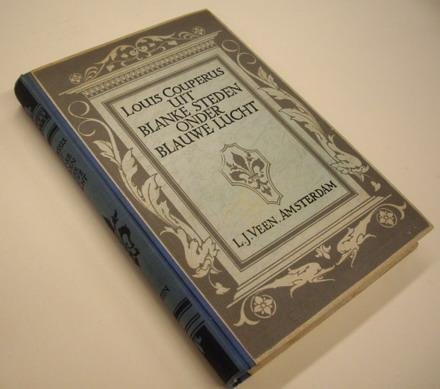 LOUIS COUPERUS
UIT
BLANKE STEDEN
ONDER
BLAUWE LUCHT
L.J. VEEN. AMSTERDAM